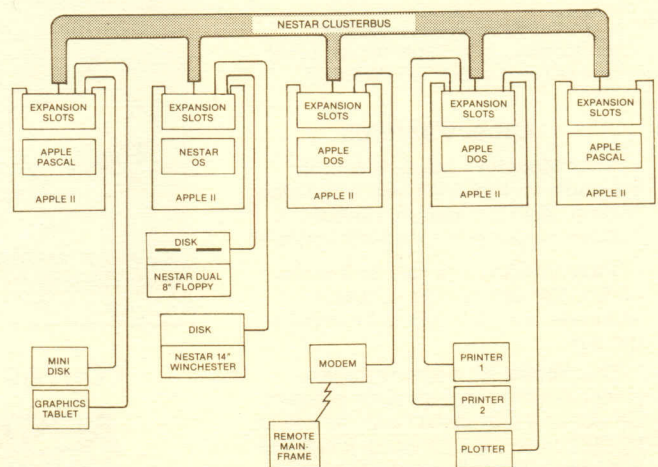 NESTAR CLUSTERBUS
EXPANSION
SLOTS
APPLE
PASCAL
APPLE II
EXPANSION
SLOTS
NESTAR
OS
APPLE II
EXPANSION
SLOTS
APPLE
DOS
APPLE II
EXPANSION
SLOTS
APPLE
DOS
APPLE II
EXPANSION
SLOTS
APPLE
PASCAL
APPLE II
DISK
NESTAR DUAL
8" FLOPPY
DISK
NESTAR 14"
WINCHESTER
MINI
DISK
GRAPHICS
TABLET
MODEM
REMOTE
MAIN-
FRAME
PRINTER
1
PRINTER
2
PLOTTER